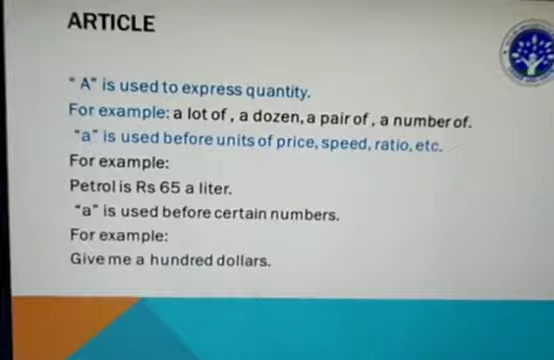 ARTICLE
“ A” is used to express quantity.
For example: a lot of , a dozen, a pair of , a number of.
“a” is used before units of price, speed, ratio, etc.
For example:
Petrol is Rs 65 a liter.
“a” is used before certain numbers.
For example:
Give me a hundred dollars.